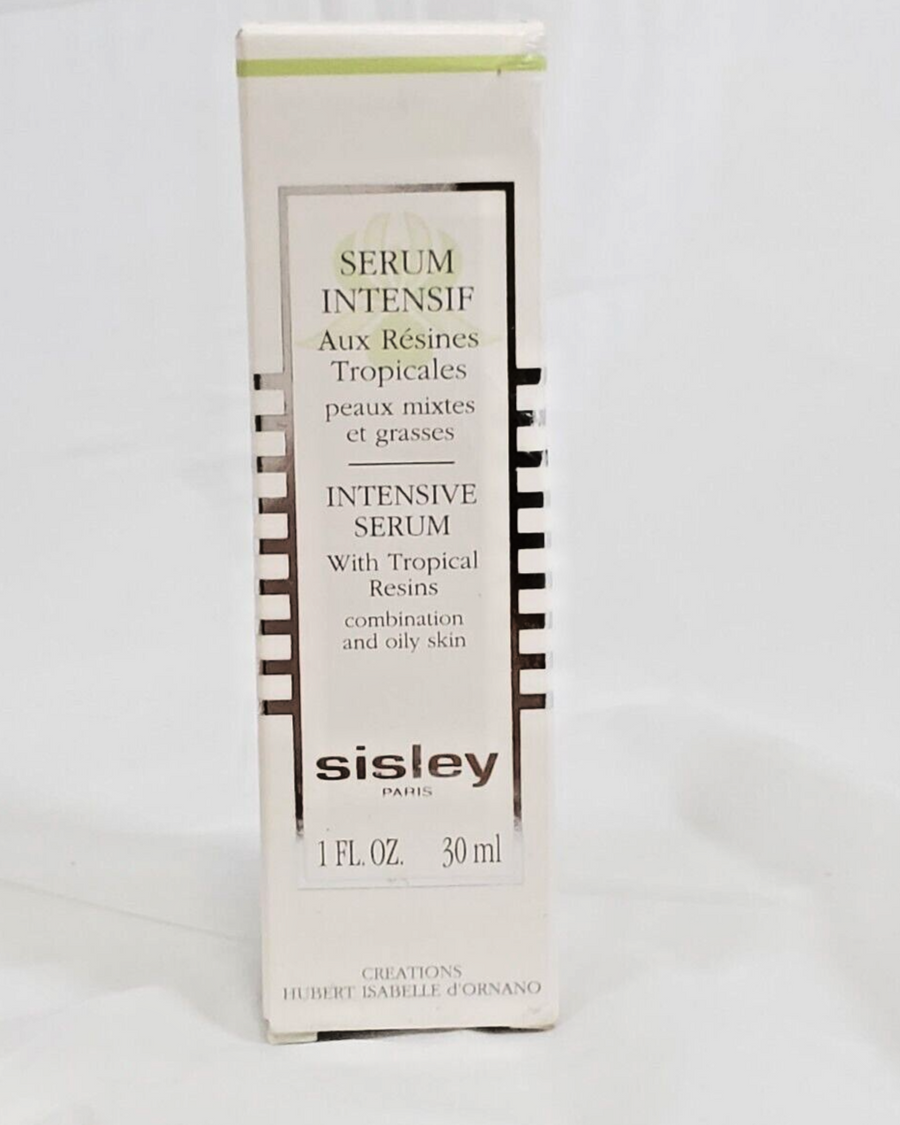 SERUM
INTENSIF
Aux Résines
Tropicales
peaux mixtes
et grasses
INTENSIVE
SERUM
With Tropical
Resins
combination
and oily skin
sisley
PARIS
1 FL. OZ. 30 ml
CREATIONS
HUBERT ISABELLE d'ORNANO